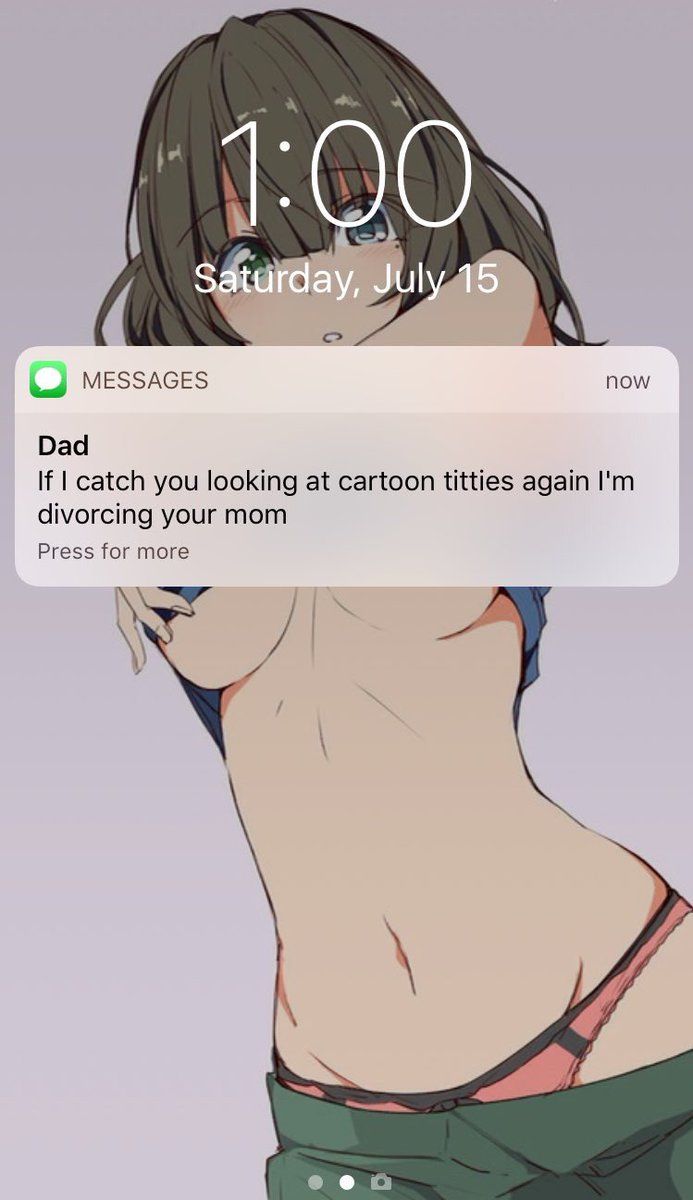 1:00
Saturday, July 15
MESSAGES now
Dad
If I catch you looking at cartoon titties again I'm
divorcing your mom
Press for more